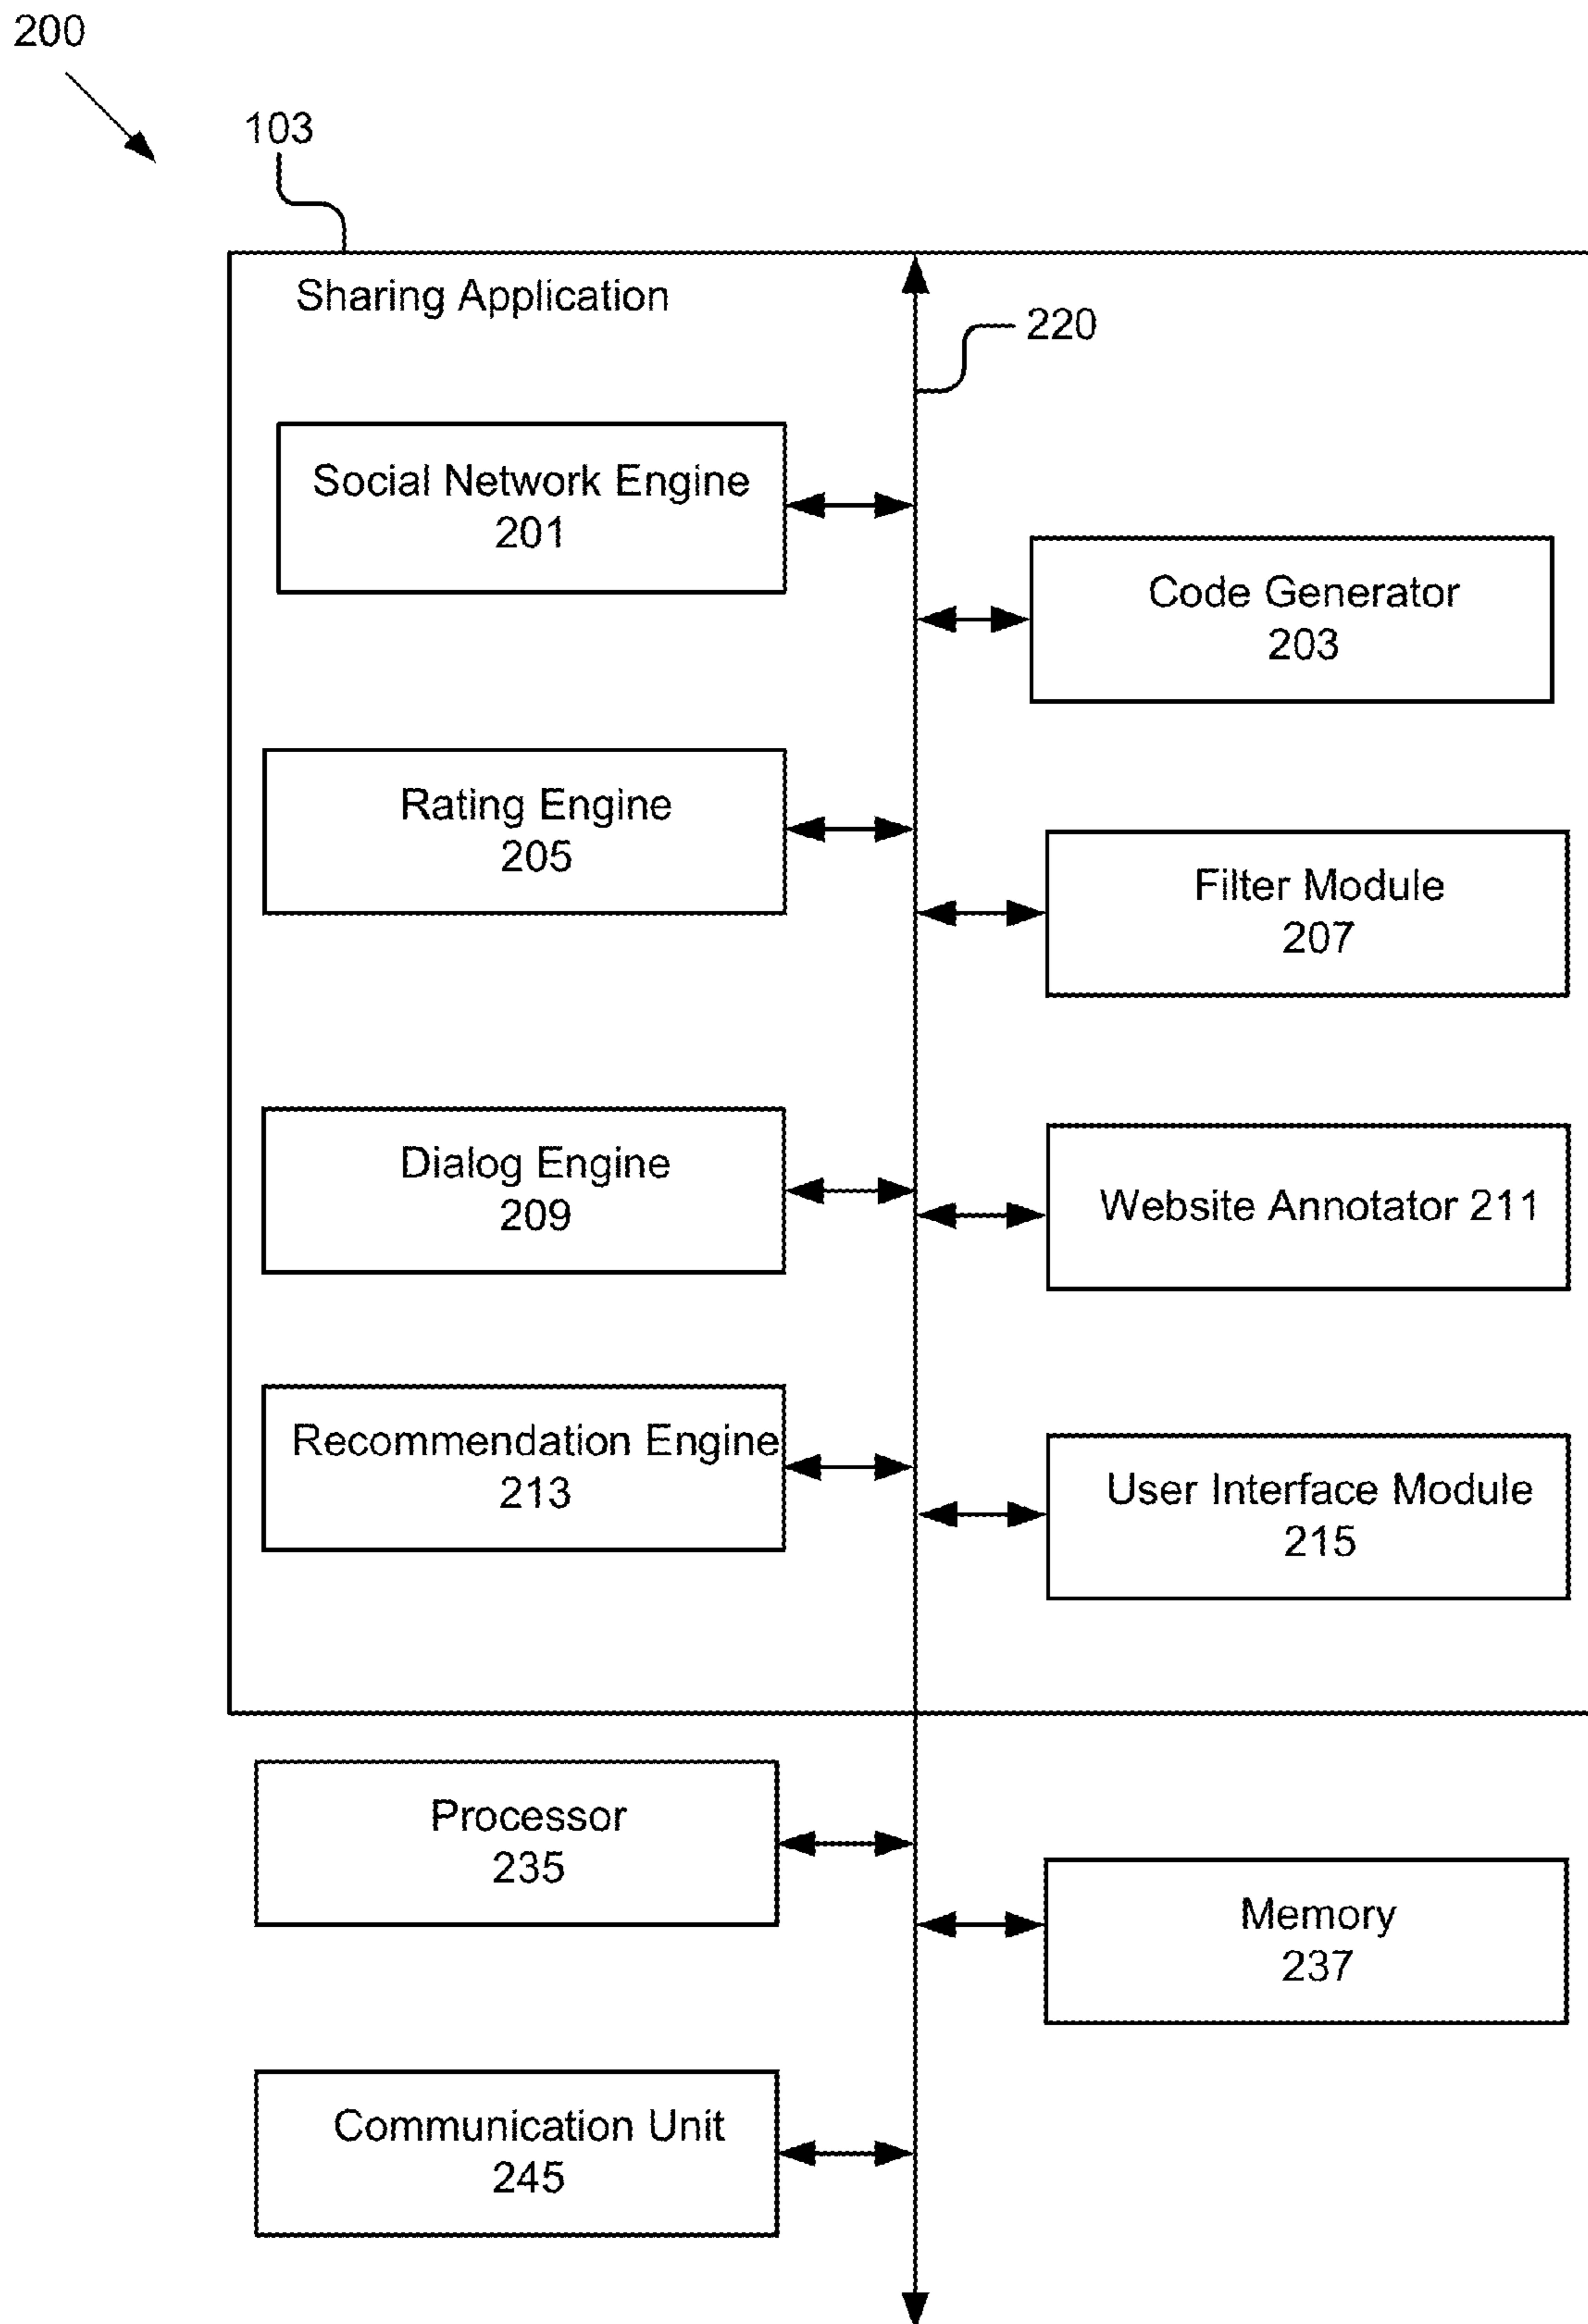 200
103
Sharing Application
220
Social Network Engine
201
Code Generator
203
Rating Engine
205
Filter Module
207
Dialog Engine
209
Website Annotator 211
Recommendation Engine
213
User Interface Module
215
Processor
235
Memory
237
Communication Unit
245